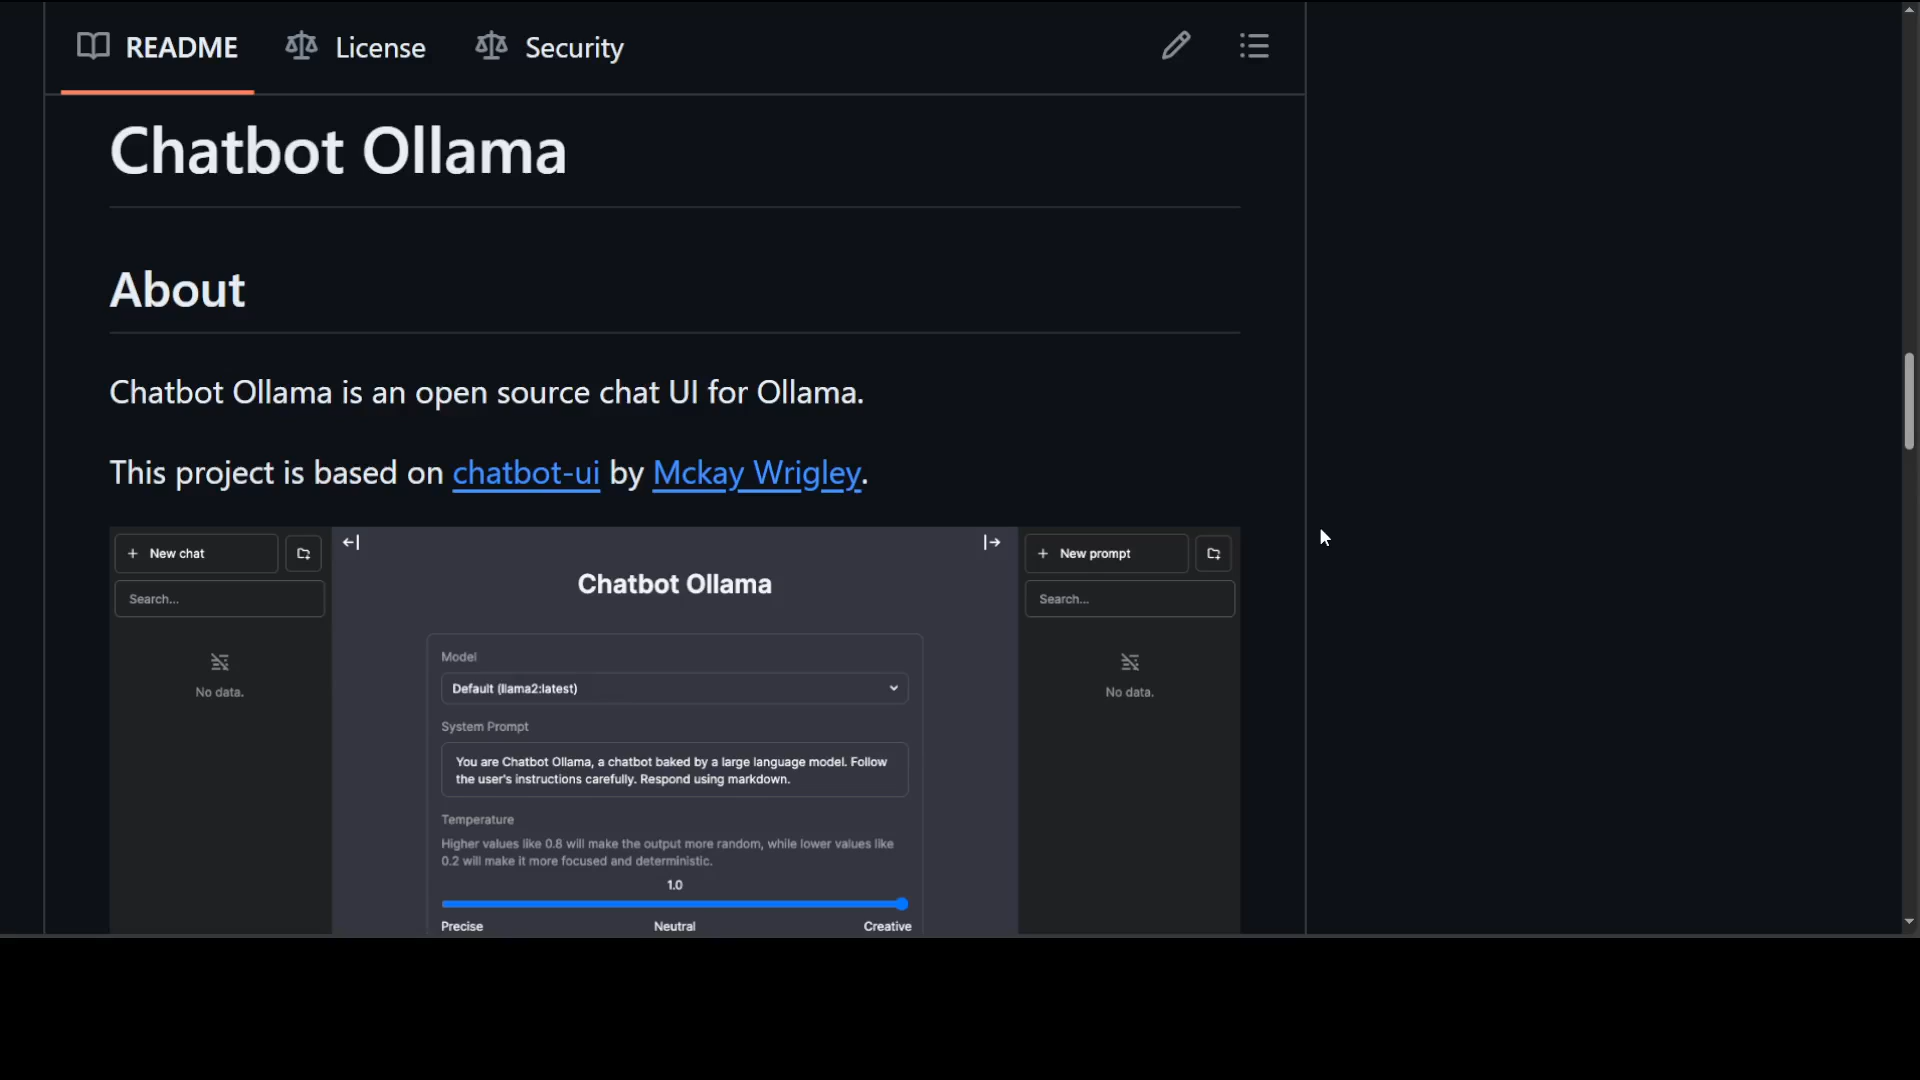 README License Security
Chatbot Ollama
About
Chatbot Ollama is an open source chat UI for Ollama.
This project is based on chatbot-ui by Mckay Wrigley.
+ New chat
Search...
No data.
Chatbot Ollama
Model
Default (llama2:latest)
System Prompt
You are Chatbot Ollama, a chatbot baked by a large language model. Follow
the user's instructions carefully. Respond using markdown.
Temperature
Higher values like 0.8 will make the output more random, while lower values like
0.2 will make it more focused and deterministic.
1.0
Precise Neutral Creative
+ New prompt
Search...
No data.